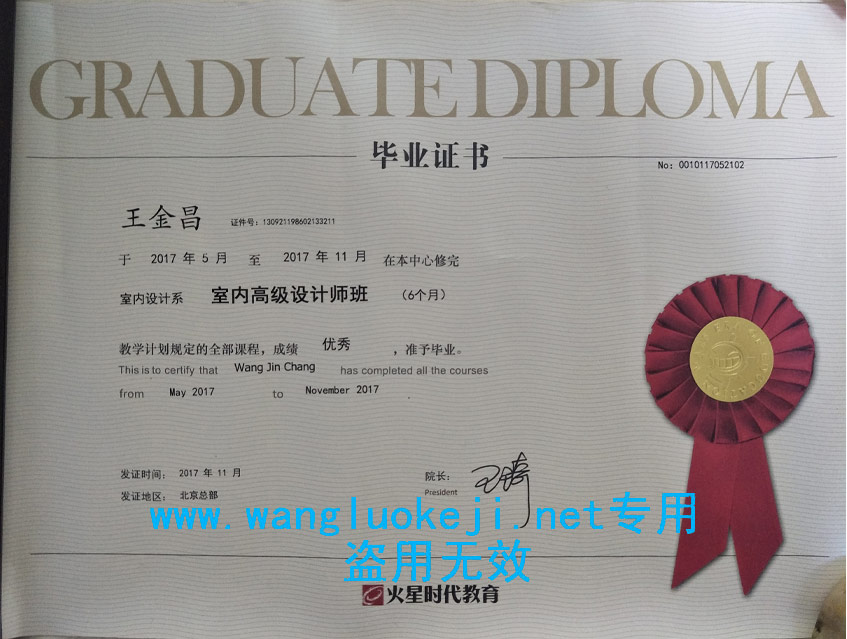 GRADUATE DIPLOMA
毕业证书
No: 0010117052102
王金昌 证件号: 130921198602133211
于 2017 年 5 月 至 2017 年 11 月 在本中心修完
室内设计系 室内高级设计师班 (6个月)
教学计划规定的全部课程，成绩 优秀 ，准予毕业。
This is to certify that Wang Jin Chang has completed all the courses
from May 2017 to November 2017 .
发证时间: 2017 年 11 月
院长:
发证地区: 北京总部
President
www.wangluokeji.net专用
盗用无效
火星时代教育